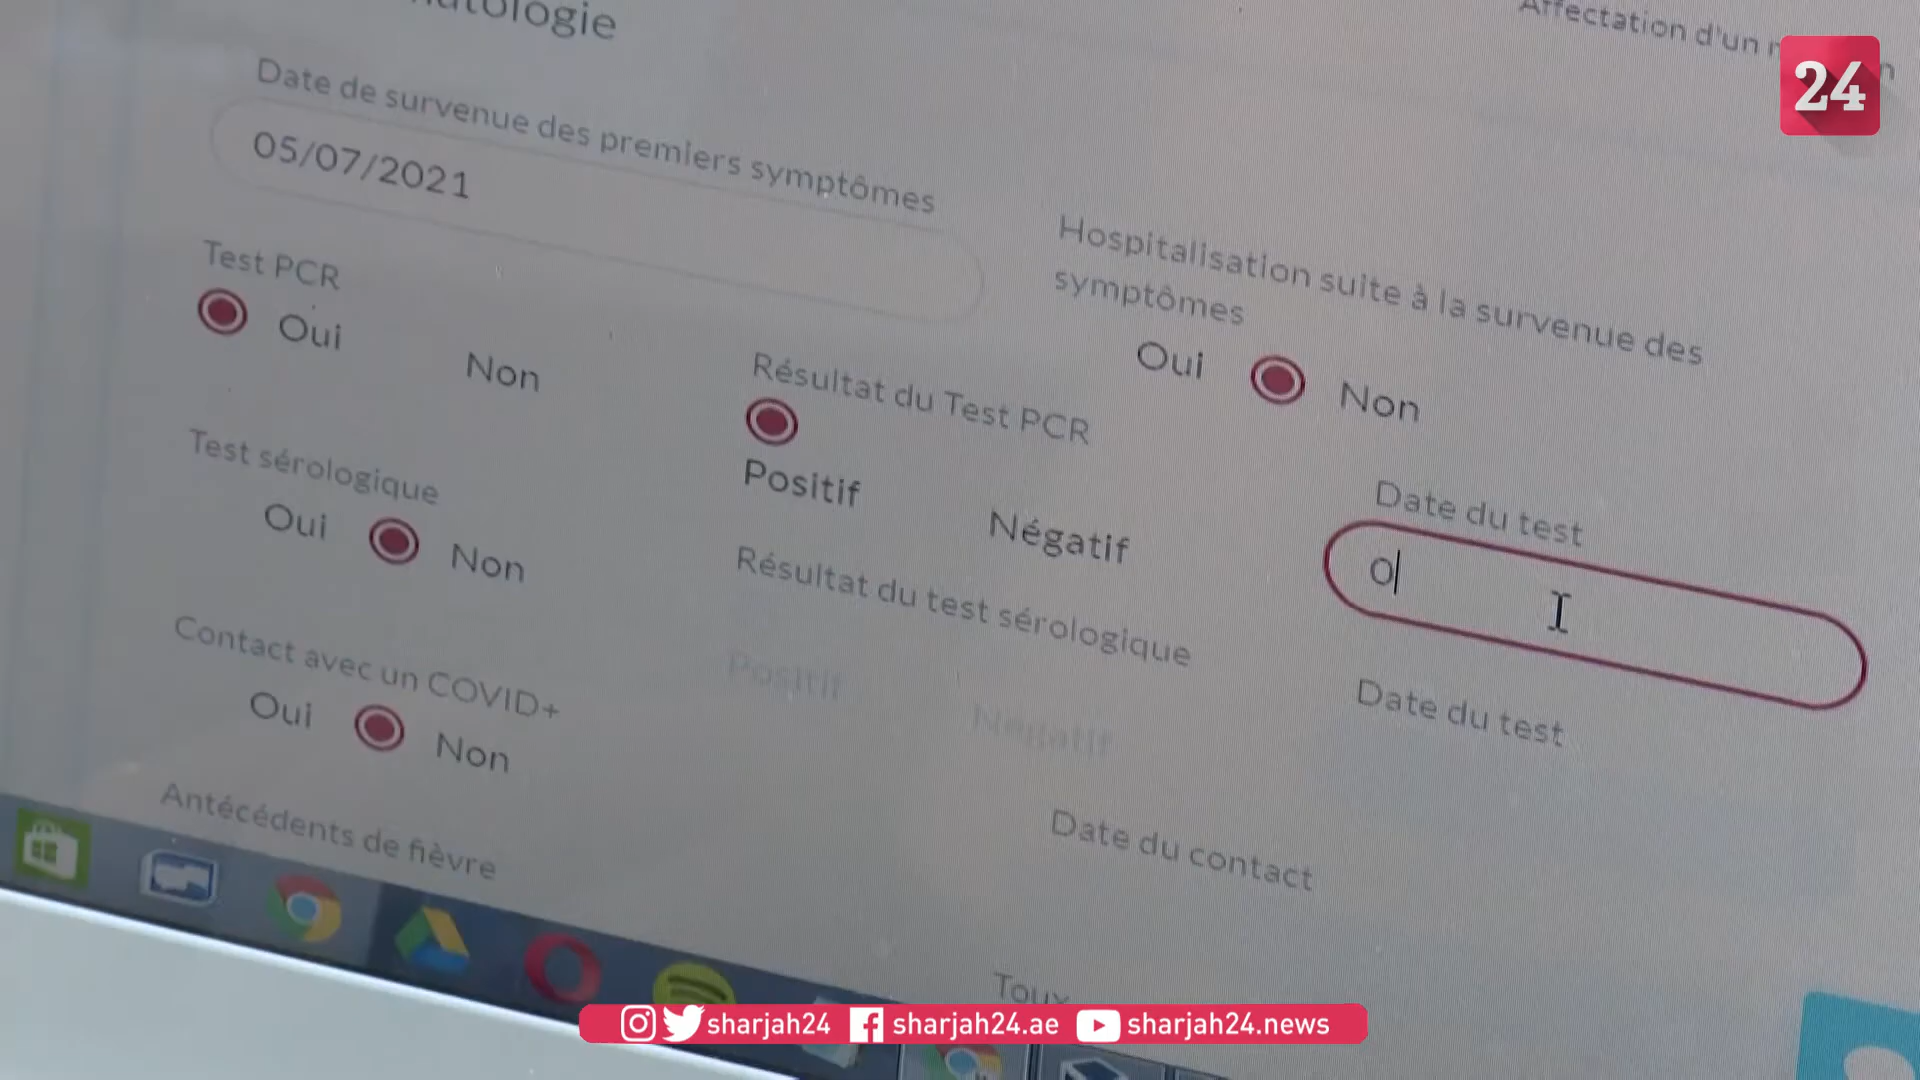 Affectation d'un
24
Date de survenue des premiers symptômes
05/07/2021
Hospitalisation suite à la survenue des
symptômes
Oui Non
Test PCR
Oui Non
Résultat du Test PCR
Positif Négatif
Date du test
0
Test sérologique
Oui Non
Résultat du test sérologique
Positif Négatif
Date du test
Contact avec un COVID+
Oui Non
Date du contact
Antécédents de fièvre
Toux
sharjah24 sharjah24.ae sharjah24.news